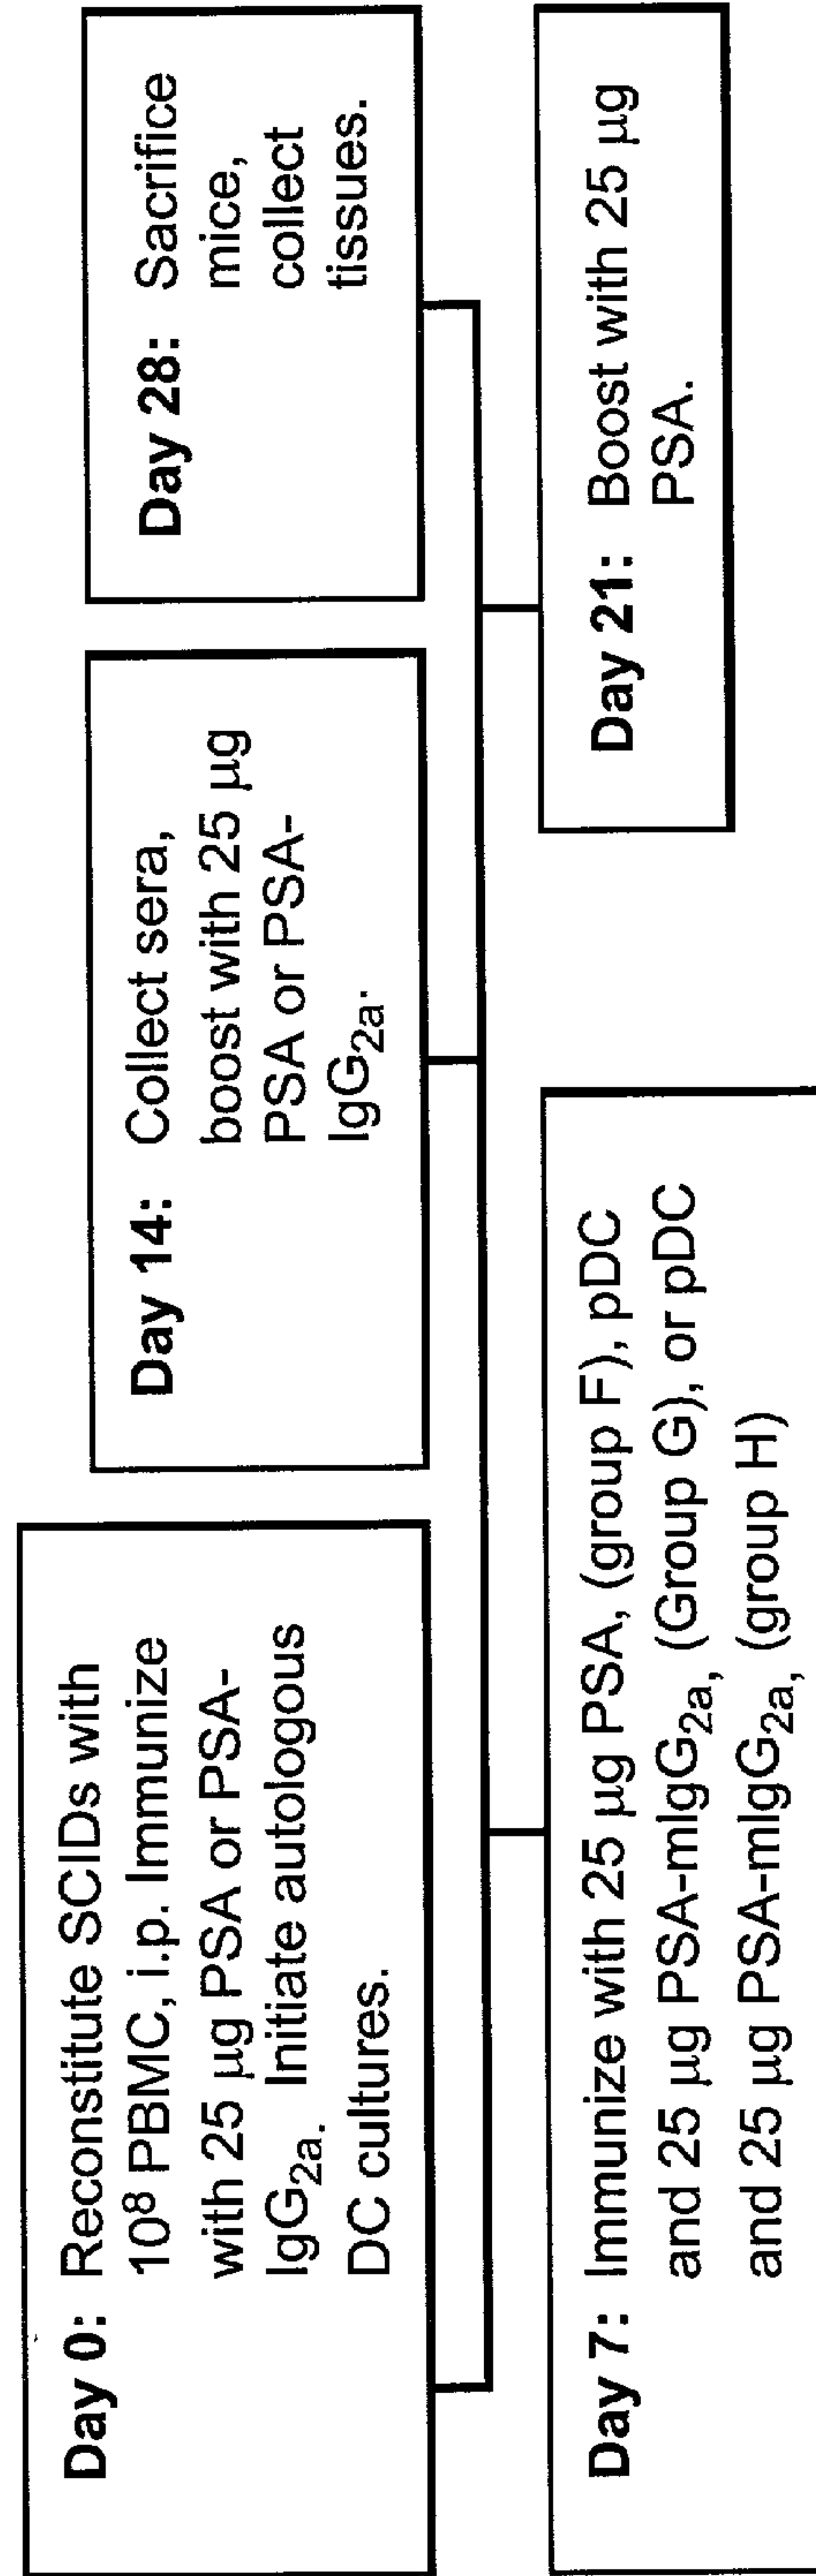 Day 0: Reconstitute SCIDs with
10⁸ PBMC, i.p. Immunize
with 25 µg PSA or PSA-
IgG₂ₐ. Initiate autologous
DC cultures.
Day 14: Collect sera,
boost with 25 µg
PSA or PSA-
IgG₂ₐ.
Day 28: Sacrifice
mice,
collect
tissues.
Day 7: Immunize with 25 µg PSA, (group F), pDC
and 25 µg PSA-mIgG₂ₐ, (Group G), or pDC
and 25 µg PSA-mIgG₂ₐ, (group H)
Day 21: Boost with 25 µg
PSA.